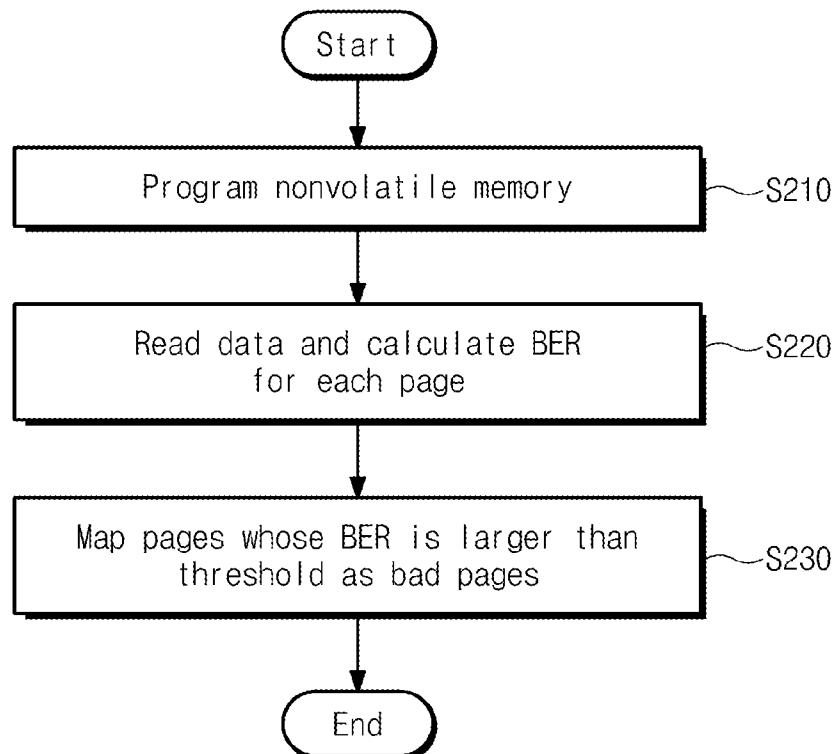 Start
Program nonvolatile memory
S210
Read data and calculate BER
for each page
S220
Map pages whose BER is larger than
threshold as bad pages
S230
End